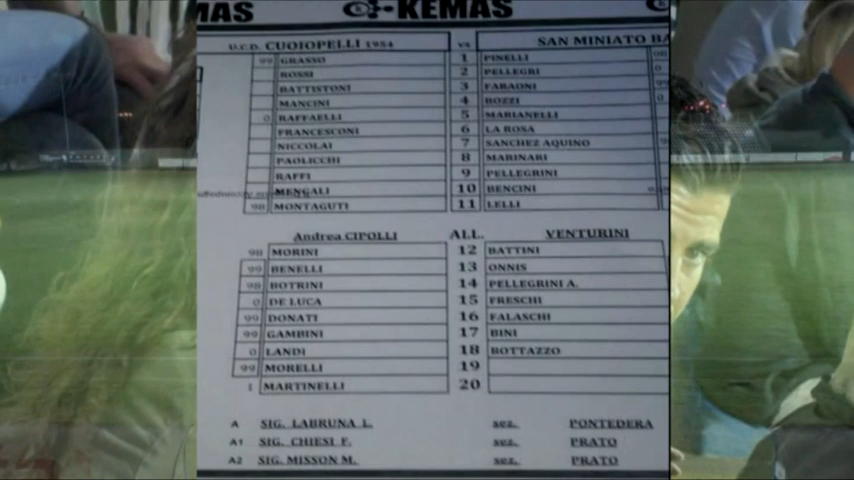 MAS KEMAS
U.C.D. CUOIOPELLI 1954 vs SAN MINIATO BA
99 GRASSO 1 PINELLI
ROSSI 2 PELLEGRI 0
BATTISTONI 3 FARAONI
MANCINI 4 BOZZI 0
0 RAFFAELLI 5 MARIANELLI
FRANCESCONI 6 LA ROSA
NICCOLAI 7 SANCHEZ AQUINO
PAOLICCHI 8 MARINARI
RAFFI 9 PELLEGRINI
MENGALI 10 BENCINI
98 MONTAGUTI 11 LELLI
Andrea CIPOLLI ALL. VENTURINI
98 MORINI 12 BATTINI
99 BENELLI 13 ONNIS
98 BOTRINI 14 PELLEGRINI A.
0 DE LUCA 15 FRESCHI
99 DONATI 16 FALASCHI
99 GAMBINI 17 BINI
0 LANDI 18 BOTTAZZO
99 MORELLI 19
1 MARTINELLI 20
A SIG. LABRUNA L. sez. PONTEDERA
A1 SIG. CHIESI F. sez. PRATO
A2 SIG. MISSON M. sez. PRATO